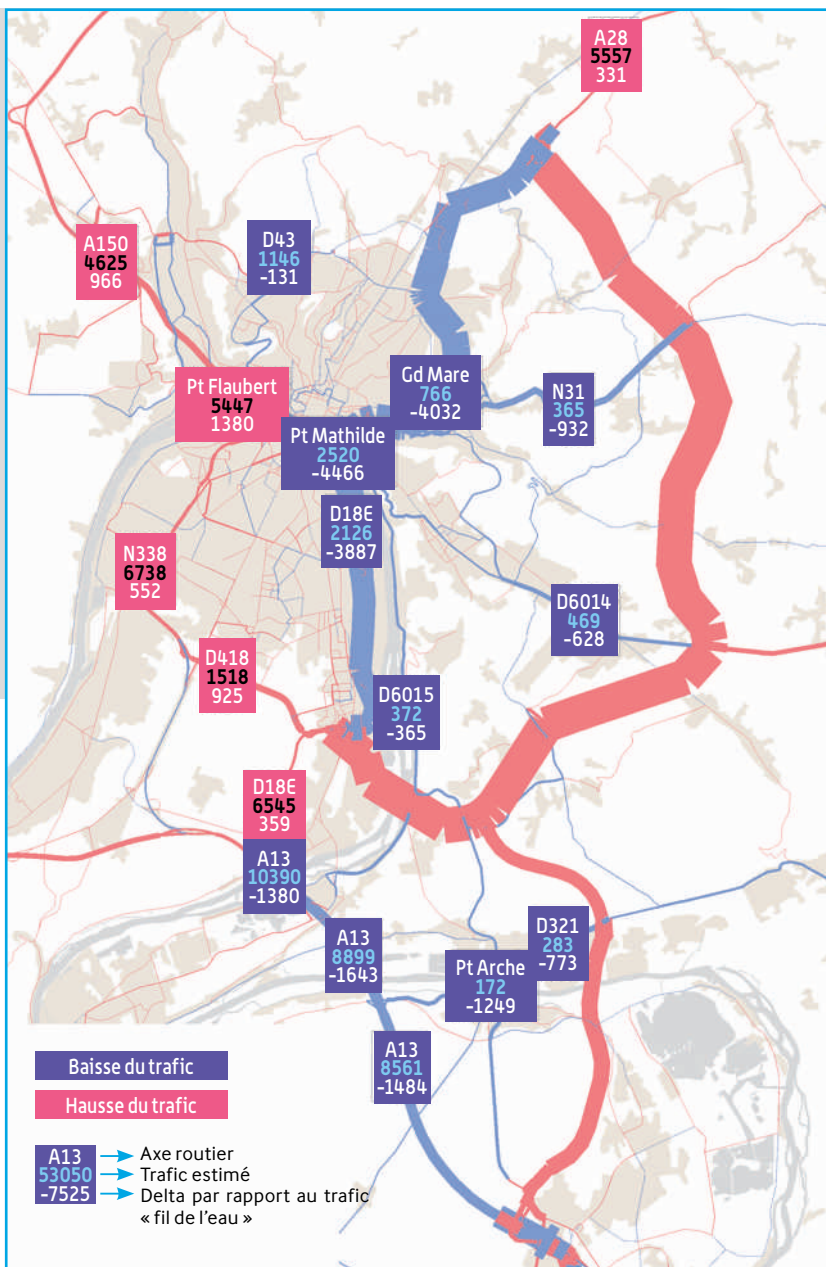 A28
5557
331
A150
4625
966
D43
1146
-131
Pt Flaubert
5447
1380
Gd Mare
766
-4032
N31
365
-932
Pt Mathilde
2520
-4466
D18E
2126
-3887
N338
6738
552
D6014
469
-628
D418
1518
925
D6015
372
-365
D18E
6545
359
A13
10390
-1380
A13
8899
-1643
D321
283
-773
Pt Arche
172
-1249
A13
8561
-1484
Baisse du trafic
Hausse du trafic
A13
53050
-7525
Axe routier
Trafic estimé
Delta par rapport au trafic
« fil de l'eau »